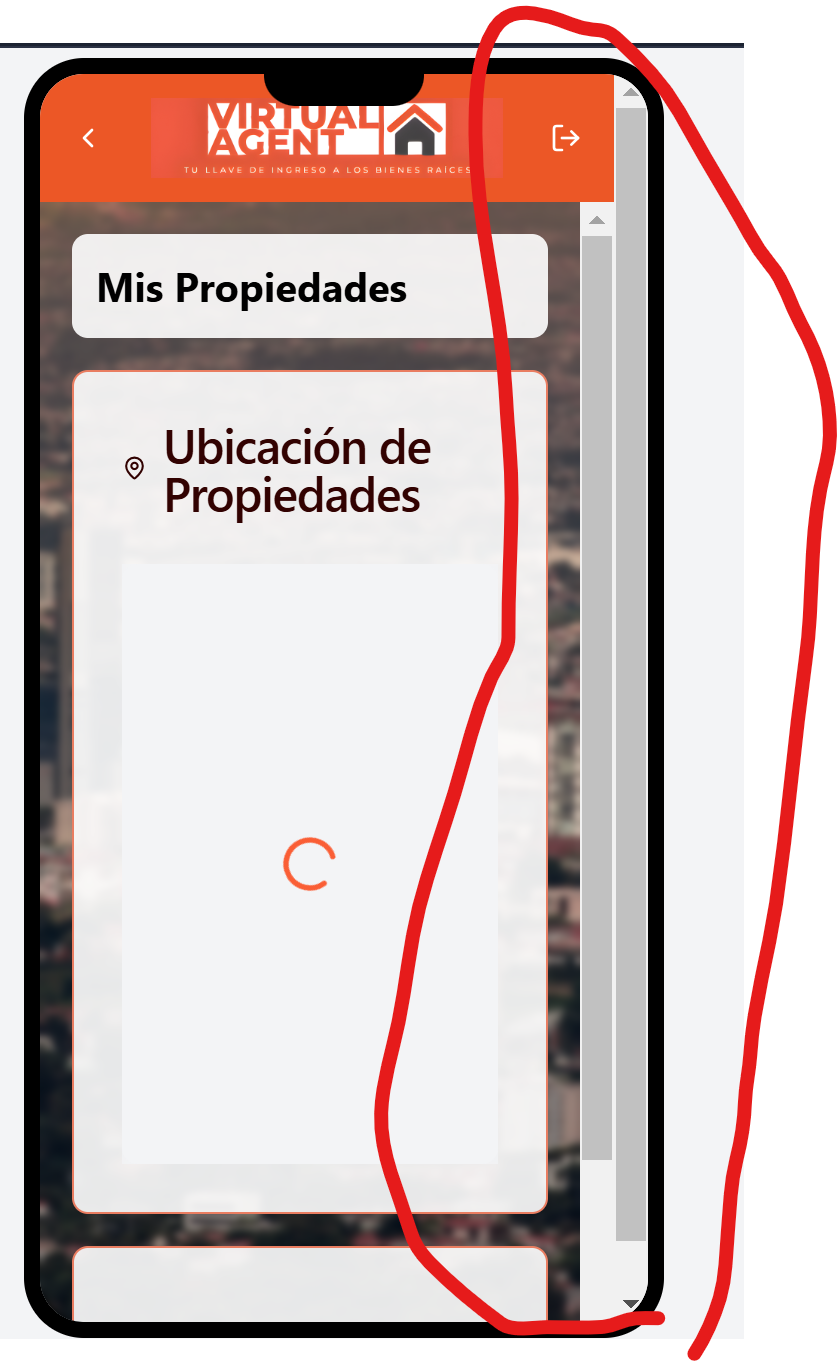 VIRTUAL
AGENT
TU LLAVE DE INGRESO A LOS BIENES RAÍCES
Mis Propiedades
Ubicación de
Propiedades